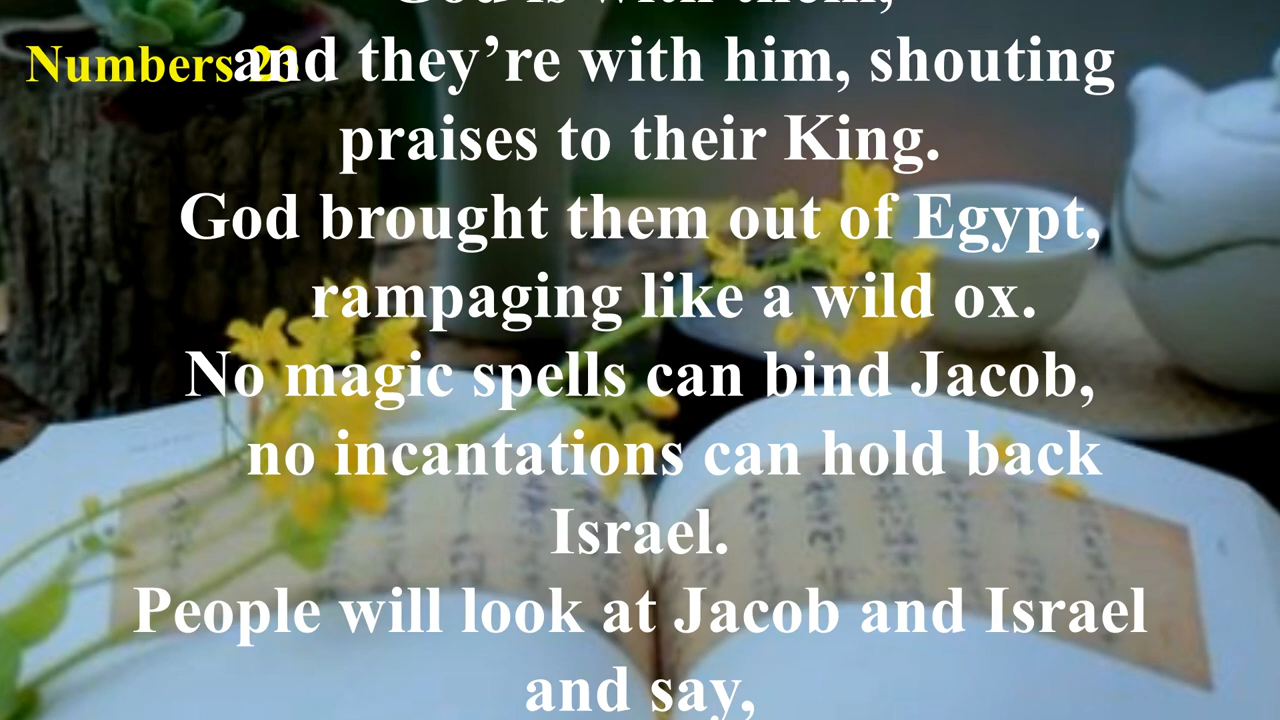 God is with them,
Numbers 23
and they’re with him, shouting
praises to their King.
God brought them out of Egypt,
rampaging like a wild ox.
No magic spells can bind Jacob,
no incantations can hold back
Israel.
People will look at Jacob and Israel
and say,